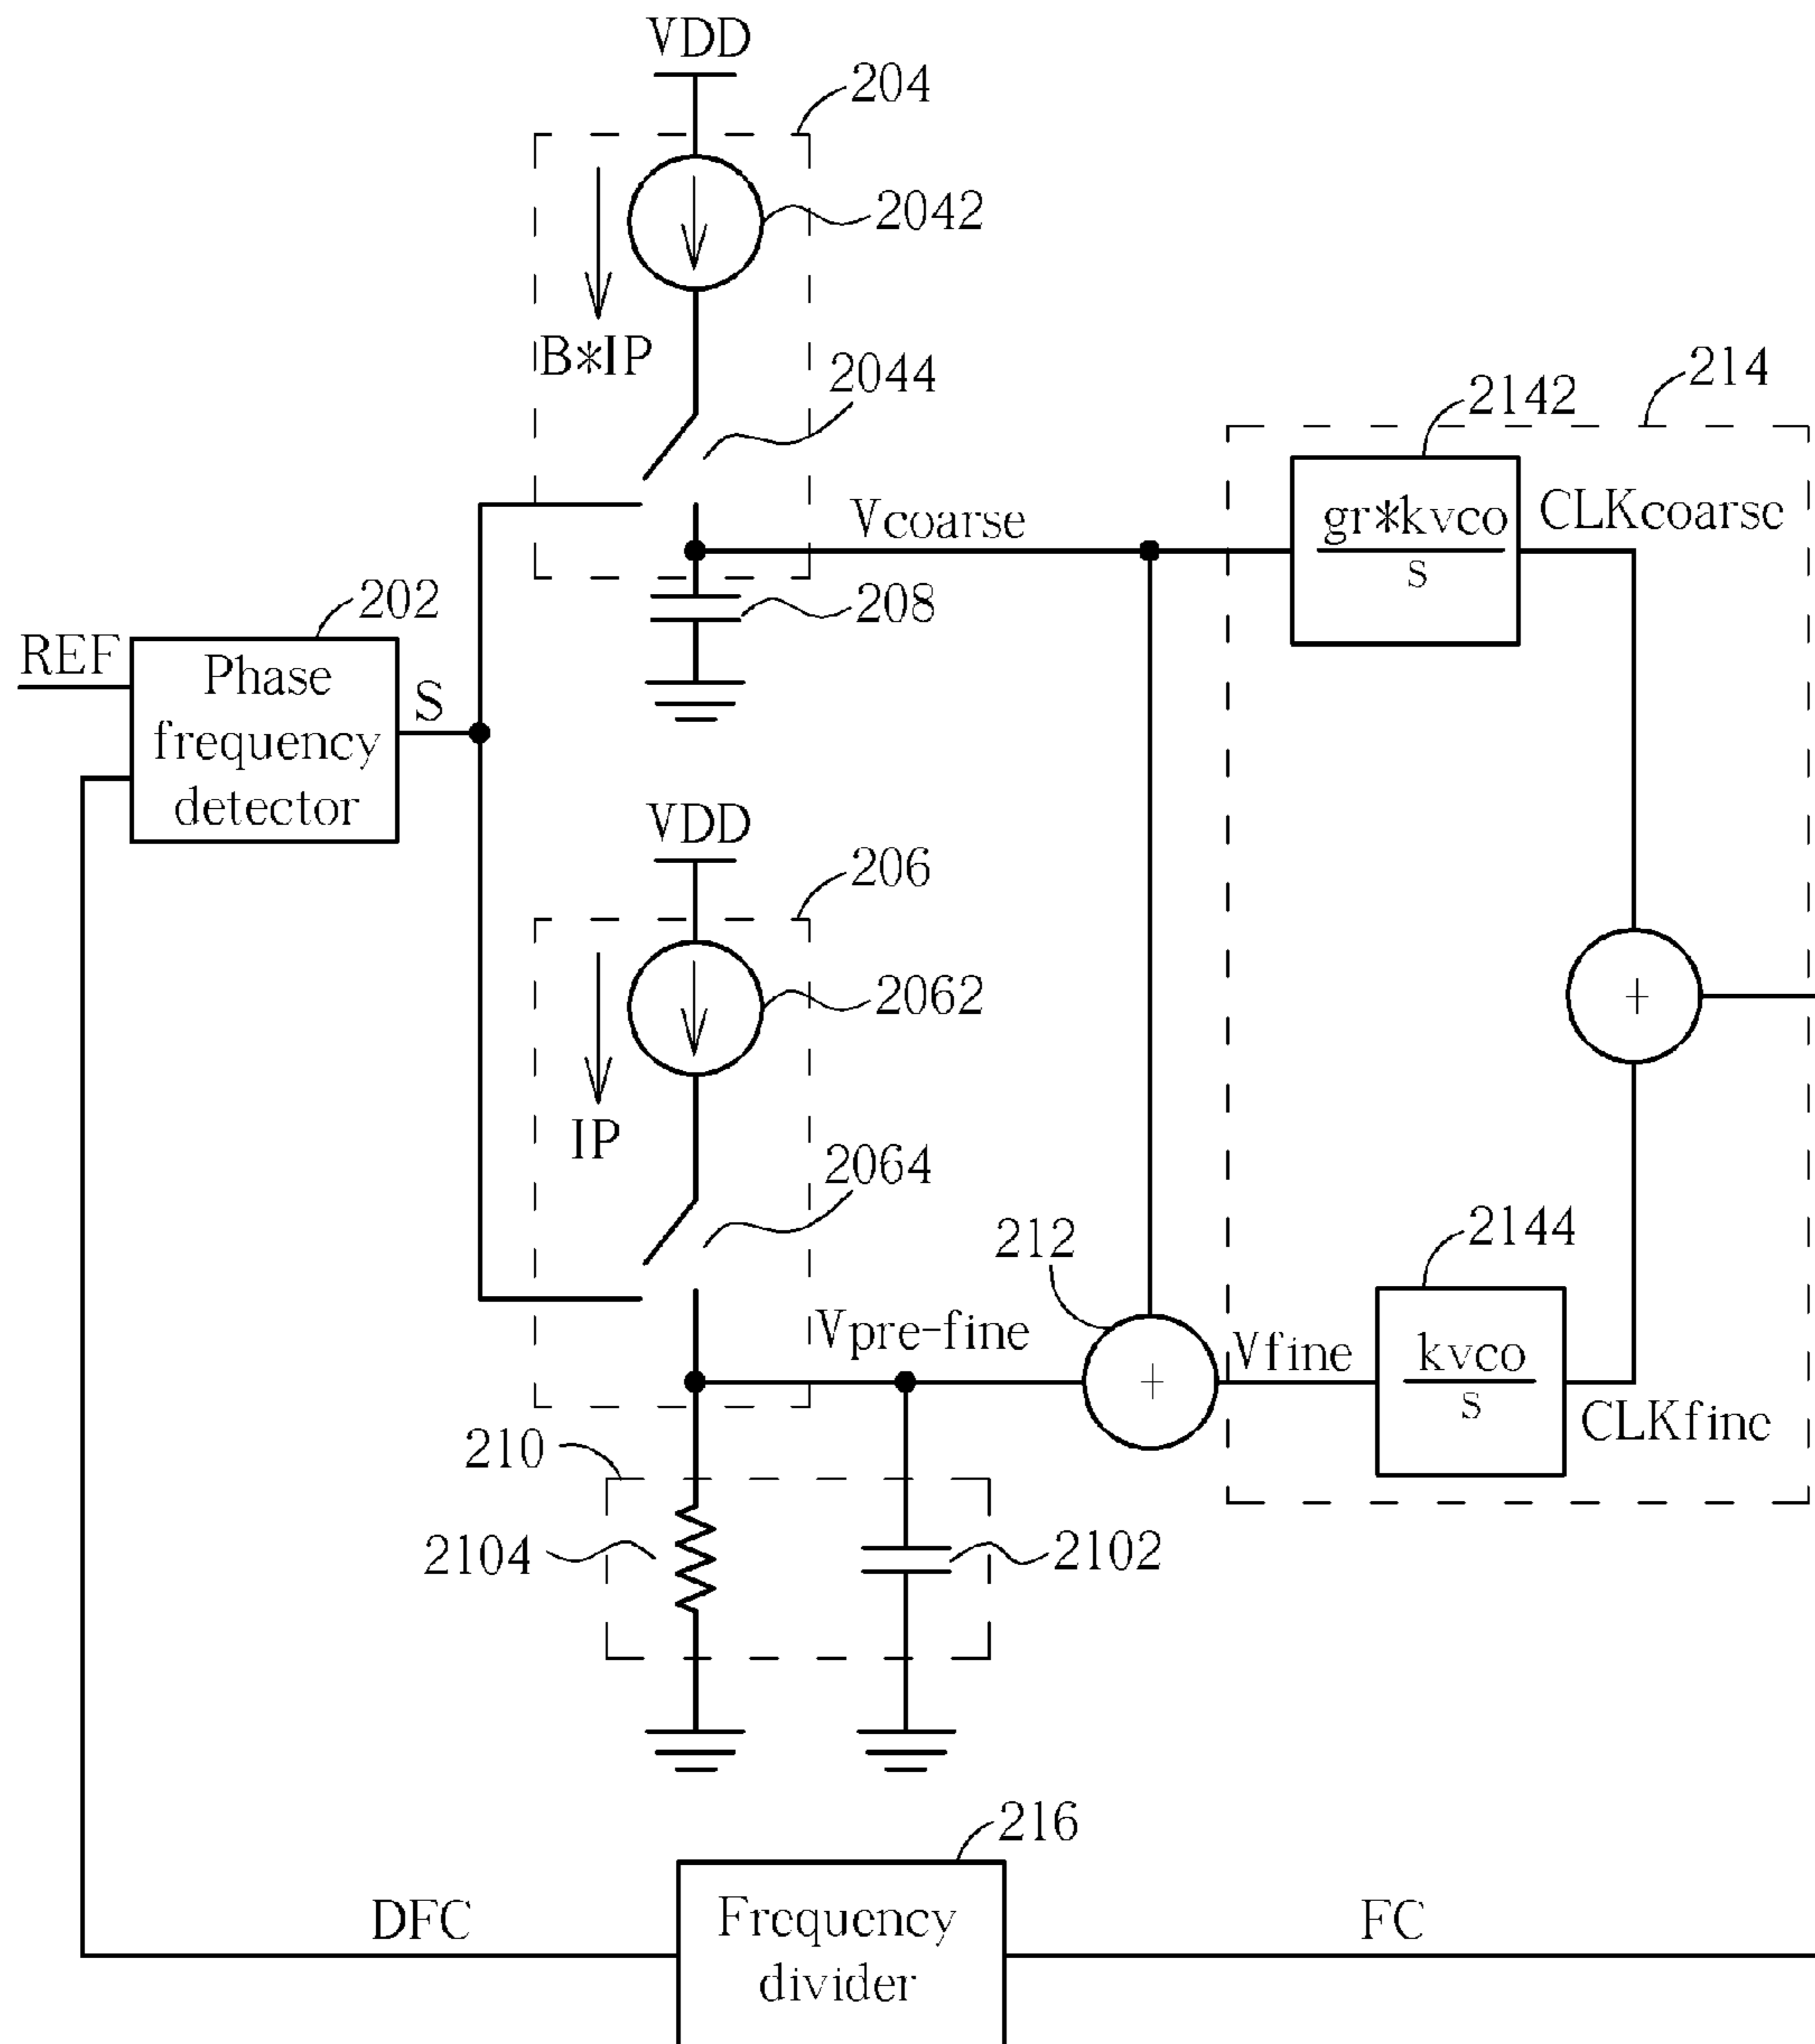 VDD
204
2042
B*IP
2044
214
2142
Vcoarse
gr*kvco
s
CLKcoarse
202
208
REF
Phase
frequency
detector
S
VDD
206
2062
IP
2064
212
2144
Vpre-fine
+
+
Vfine
kvco
s
CLKfine
210
2104
2102
216
DFC
Frequency
divider
FC